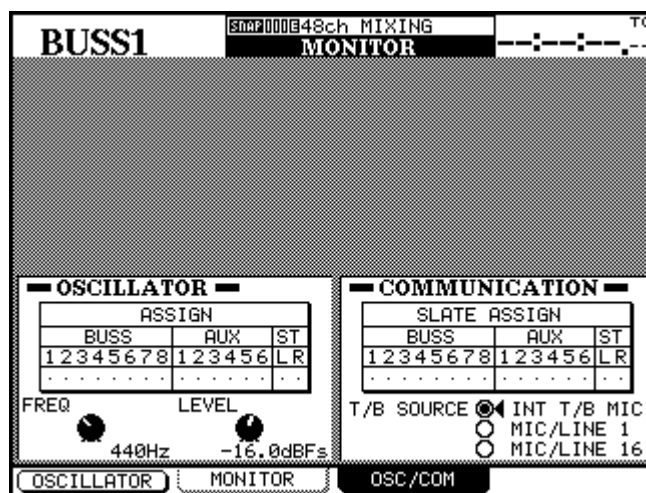 BUSS1
SNAP 000E 48ch MIXING
MONITOR
--:--:--.--
OSCILLATOR
ASSIGN
BUSS AUX ST
12345678 123456 LR
........ ...... ..
FREQ LEVEL
440Hz -16.0dBFs
COMMUNICATION
SLATE ASSIGN
BUSS AUX ST
12345678 123456 LR
........ ...... ..
T/B SOURCE INT T/B MIC
MIC/LINE 1
MIC/LINE 16
OSCILLATOR MONITOR OSC/COM